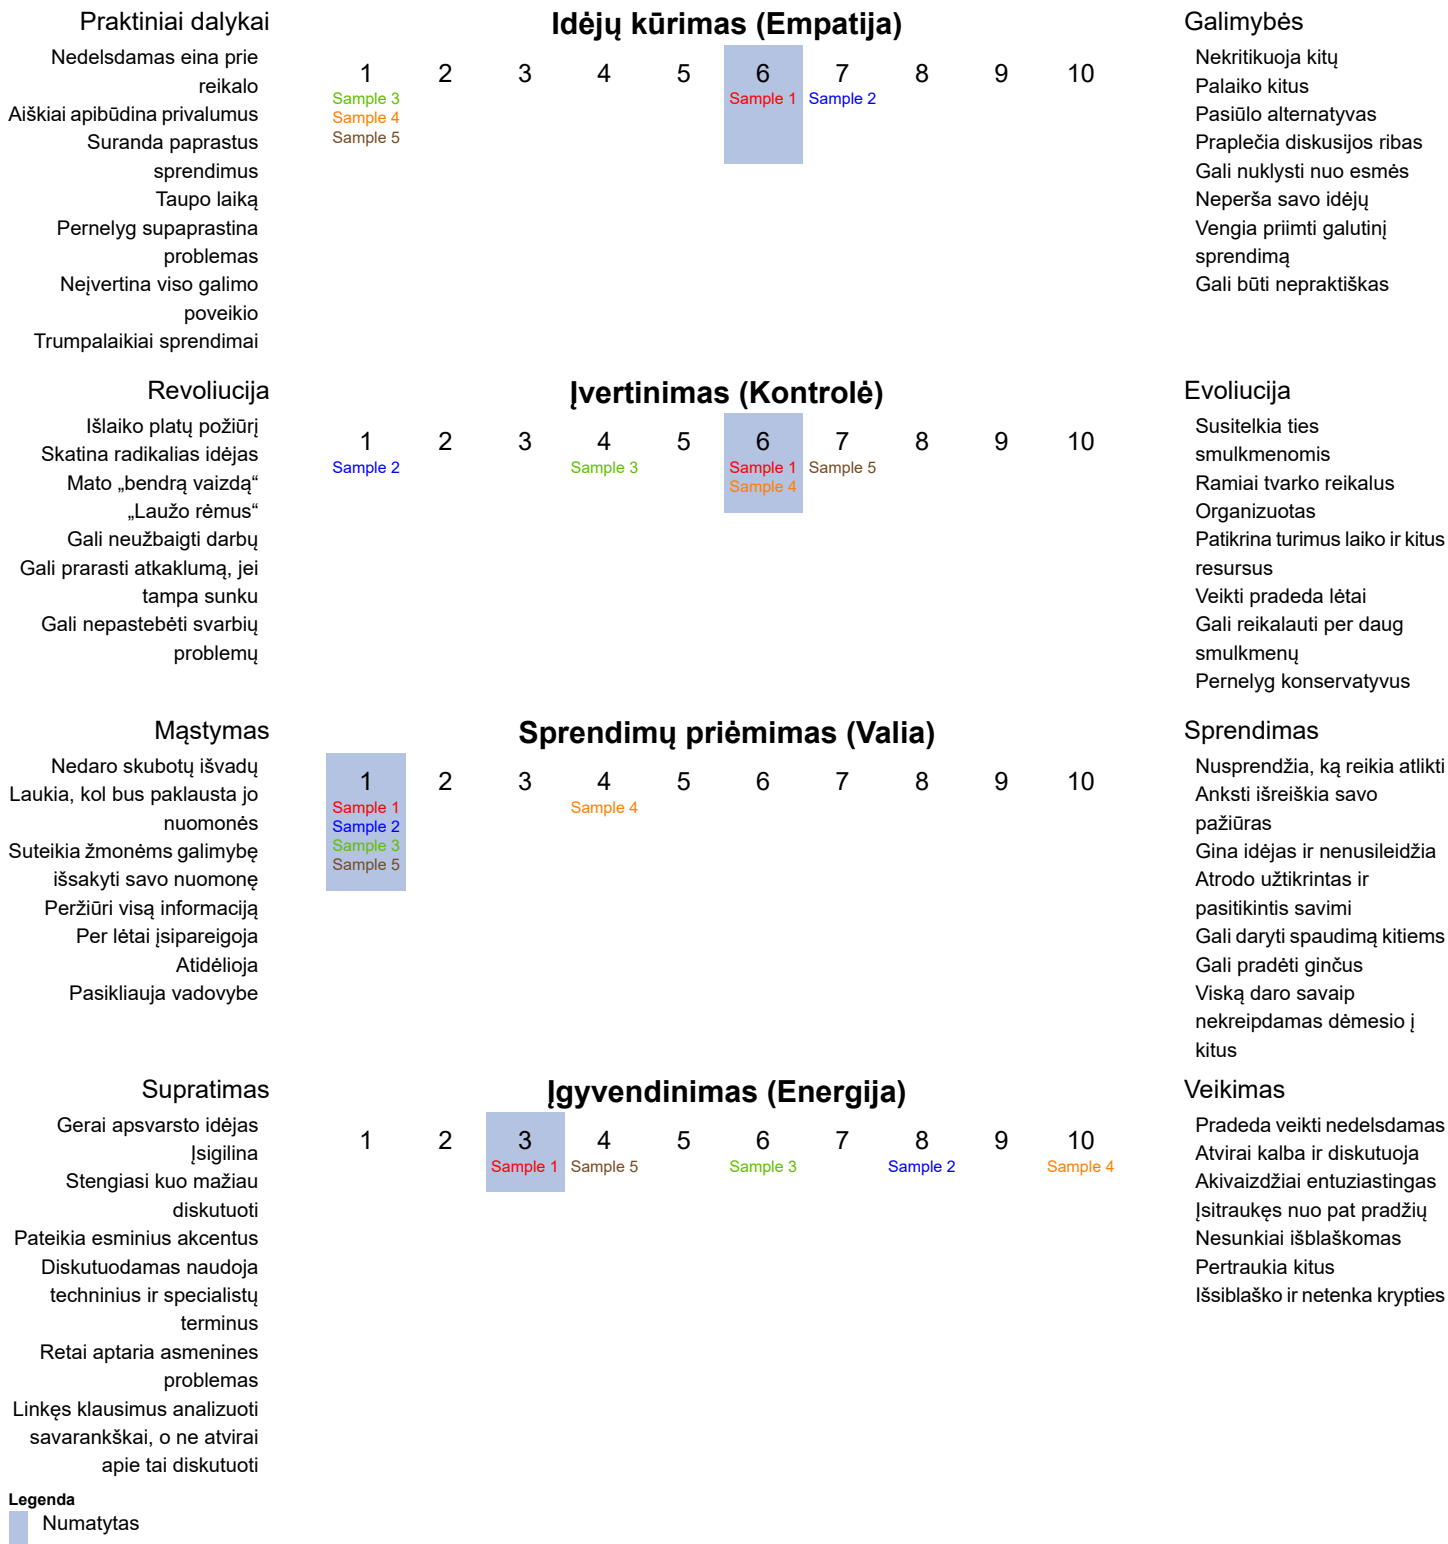 Praktiniai dalykai
Nedelsdamas eina prie
reikalo
Aiškiai apibūdina privalumus
Suranda paprastus
sprendimus
Taupo laiką
Pernelyg supaprastina
problemas
Neįvertina viso galimo
poveikio
Trumpalaikiai sprendimai
Idėjų kūrimas (Empatija)
1 2 3 4 5 6 7 8 9 10
Sample 3 Sample 1 Sample 2
Sample 4
Sample 5
Galimybės
Nekritikuoja kitų
Palaiko kitus
Pasiūlo alternatyvas
Praplečia diskusijos ribas
Gali nuklysti nuo esmės
Neperša savo idėjų
Vengia priimti galutinį
sprendimą
Gali būti nepraktiškas
Revoliucija
Išlaiko platų požiūrį
Skatina radikalias idėjas
Mato „bendrą vaizdą“
„Laužo rėmus“
Gali neužbaigti darbų
Gali prarasti atkaklumą, jei
tampa sunku
Gali nepastebėti svarbių
problemų
Įvertinimas (Kontrolė)
1 2 3 4 5 6 7 8 9 10
Sample 2 Sample 3 Sample 1 Sample 5
Sample 4
Evoliucija
Susitelkia ties
smulkmenomis
Ramiai tvarko reikalus
Organizuotas
Patikrina turimus laiko ir kitus
resursus
Veikti pradeda lėtai
Gali reikalauti per daug
smulkmenų
Pernelyg konservatyvus
Mąstymas
Nedaro skubotų išvadų
Laukia, kol bus paklausta jo
nuomonės
Suteikia žmonėms galimybę
išsakyti savo nuomonę
Peržiūri visą informaciją
Per lėtai įsipareigoja
Atidėlioja
Pasikliauja vadovybe
Sprendimų priėmimas (Valia)
1 2 3 4 5 6 7 8 9 10
Sample 1 Sample 4
Sample 2
Sample 3
Sample 5
Sprendimas
Nusprendžia, ką reikia atlikti
Anksti išreiškia savo
pažiūras
Gina idėjas ir nenusileidžia
Atrodo užtikrintas ir
pasitikintis savimi
Gali daryti spaudimą kitiems
Gali pradėti ginčus
Viską daro savaip
nekreipdamas dėmesio į
kitus
Supratimas
Gerai apsvarsto idėjas
Įsigilina
Stengiasi kuo mažiau
diskutuoti
Pateikia esminius akcentus
Diskutuodamas naudoja
techninius ir specialistų
terminus
Retai aptaria asmenines
problemas
Linkęs klausimus analizuoti
savarankškai, o ne atvirai
apie tai diskutuoti
Įgyvendinimas (Energija)
1 2 3 4 5 6 7 8 9 10
Sample 1 Sample 5 Sample 3 Sample 2 Sample 4
Veikimas
Pradeda veikti nedelsdamas
Atvirai kalba ir diskutuoja
Akivaizdžiai entuziastingas
Įsitraukęs nuo pat pradžių
Nesunkiai išblaškomas
Pertraukia kitus
Išsiblaško ir netenka krypties
Legenda
Numatytas